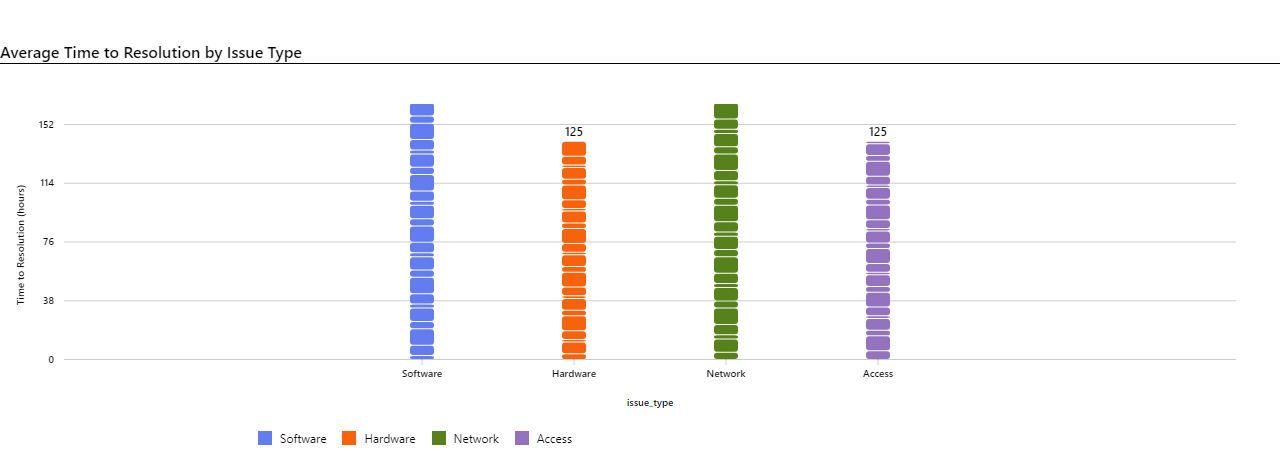 Average Time to Resolution by Issue Type
Time to Resolution (hours)
152
114
76
38
0
125
125
Software
Hardware
Network
Access
issue_type
Software
Hardware
Network
Access